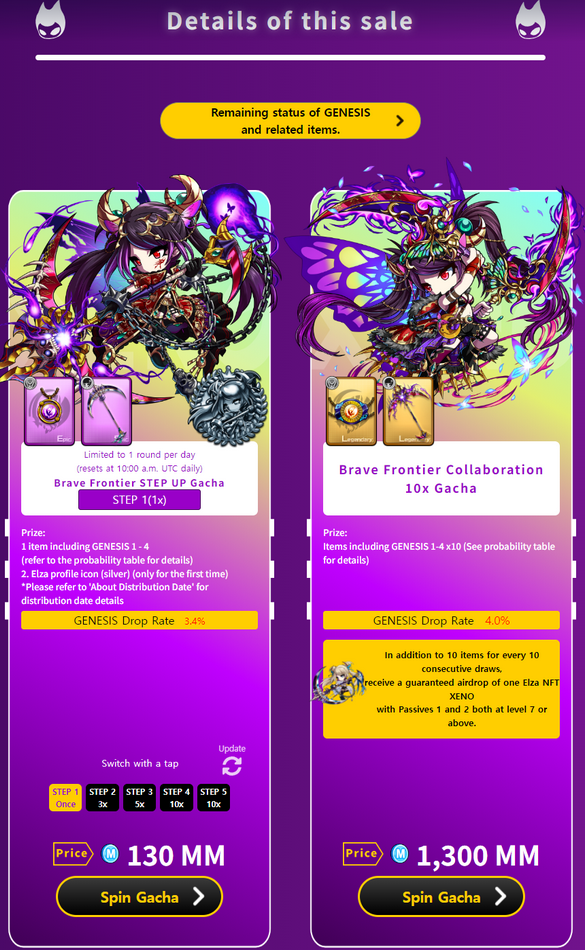 Details of this sale
Remaining status of GENESIS
and related items.
Epic
Legendary
Legendary
Limited to 1 round per day
(resets at 10:00 a.m. UTC daily)
Brave Frontier STEP UP Gacha
STEP 1(1x)
Prize:
1 item including GENESIS 1 - 4
(refer to the probability table for details)
2. Elza profile icon (silver) (only for the first time)
*Please refer to 'About Distribution Date' for
distribution date details
GENESIS Drop Rate 3.4%
Switch with a tap
Update
STEP 1
Once
STEP 2
3x
STEP 3
5x
STEP 4
10x
STEP 5
10x
Price M 130 MM
Spin Gacha
Brave Frontier Collaboration
10x Gacha
Prize:
Items including GENESIS 1-4 x10 (See probability table
for details)
GENESIS Drop Rate 4.0%
In addition to 10 items for every 10
consecutive draws,
receive a guaranteed airdrop of one Elza NFT
XENO
with Passives 1 and 2 both at level 7 or
above.
Price M 1,300 MM
Spin Gacha